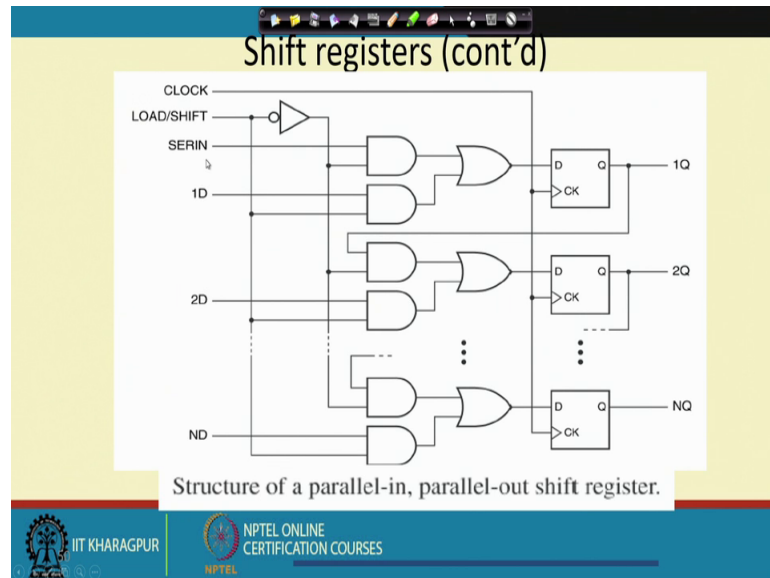 Shift registers (cont'd)
CLOCK
LOAD/SHIFT
SERIN
1D
2D
ND
D Q
CK
1Q
D Q
CK
2Q
D Q
CK
NQ
Structure of a parallel-in, parallel-out shift register.
IIT KHARAGPUR
NPTEL
NPTEL ONLINE
CERTIFICATION COURSES